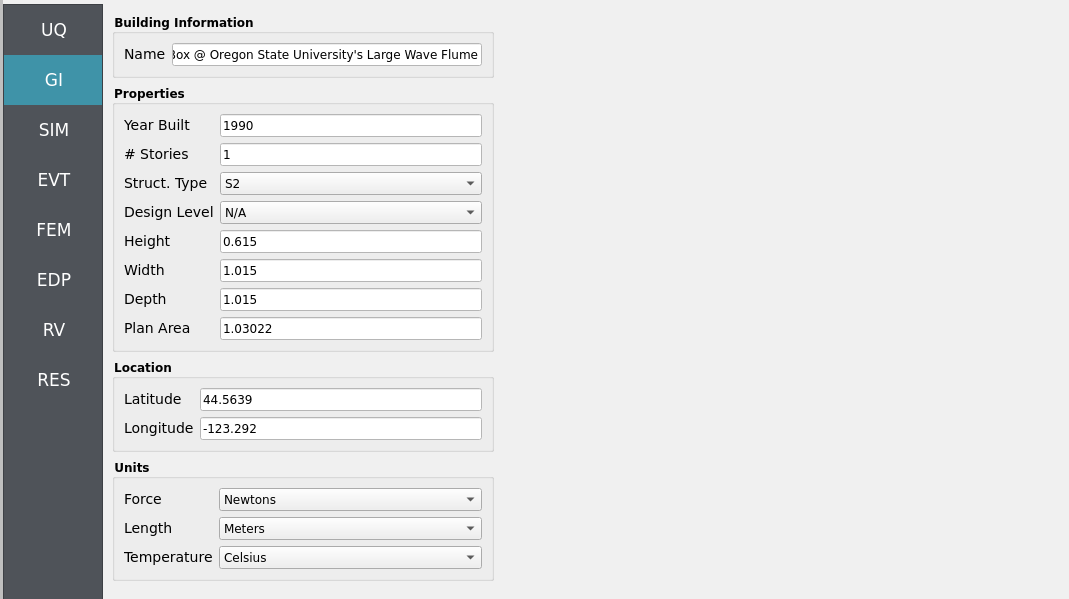 UQ
GI
SIM
EVT
FEM
EDP
RV
RES
Building Information
Name @ Oregon State University's Large Wave Flume
Properties
Year Built 1990
# Stories 1
Struct. Type S2
Design Level N/A
Height 0.615
Width 1.015
Depth 1.015
Plan Area 1.03022
Location
Latitude 44.5639
Longitude -123.292
Units
Force Newtons
Length Meters
Temperature Celsius